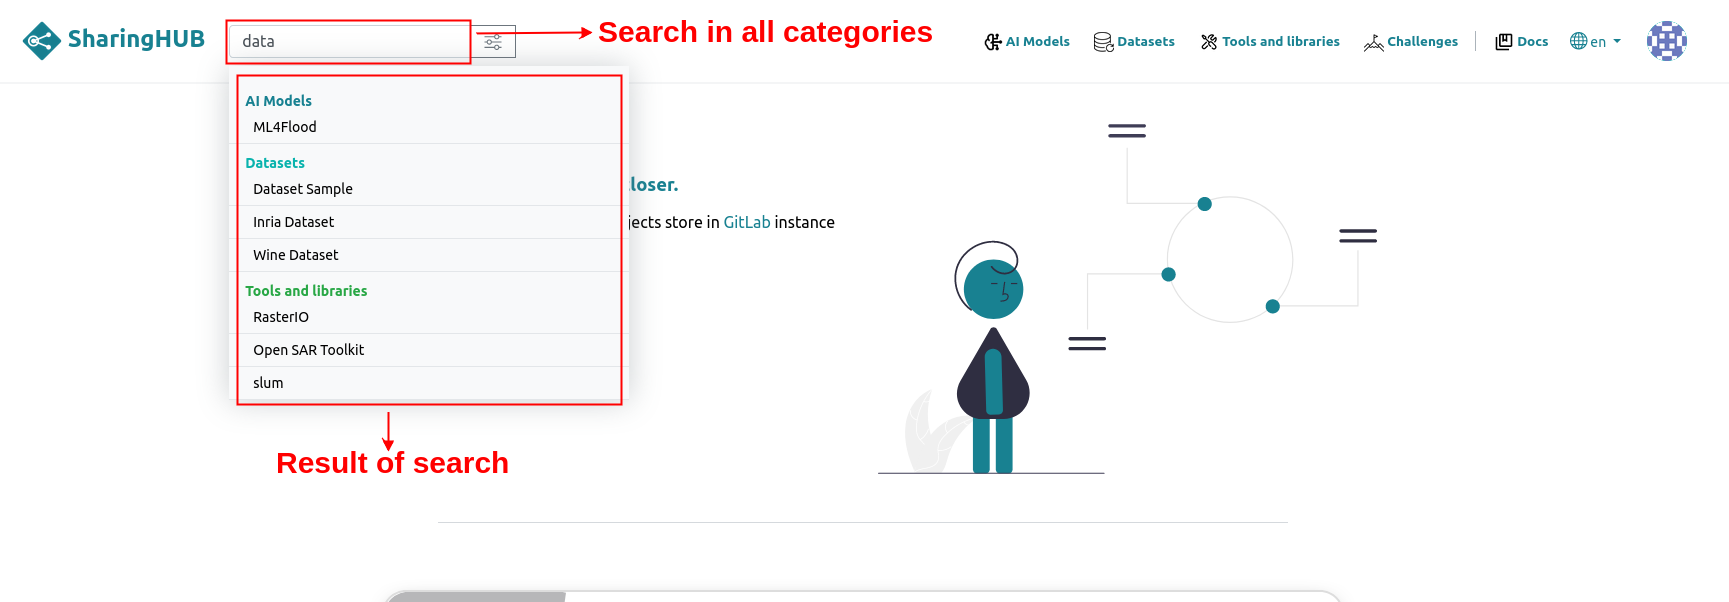 SharingHUB
data
Search in all categories
AI Models
Datasets
Tools and libraries
Challenges
Docs
en
AI Models
ML4Flood
Datasets
Dataset Sample
Inria Dataset
Wine Dataset
Tools and libraries
RasterIO
Open SAR Toolkit
slum
closer.
jects store in GitLab instance
Result of search